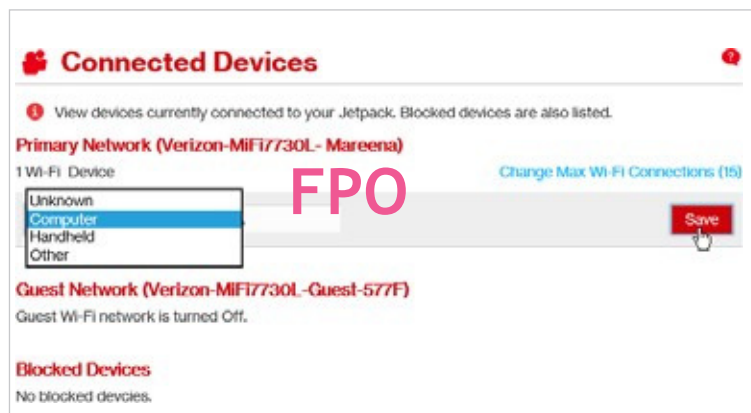 Connected Devices
?
i View devices currently connected to your Jetpack. Blocked devices are also listed.
Primary Network (Verizon-MiFi7730L- Mareena)
1 Wi-Fi Device
Change Max Wi-Fi Connections (15)
FPO
Unknown
Computer
Handheld
Other
Save
Guest Network (Verizon-MiFi7730L-Guest-577F)
Guest Wi-Fi network is turned Off.
Blocked Devices
No blocked devcies.